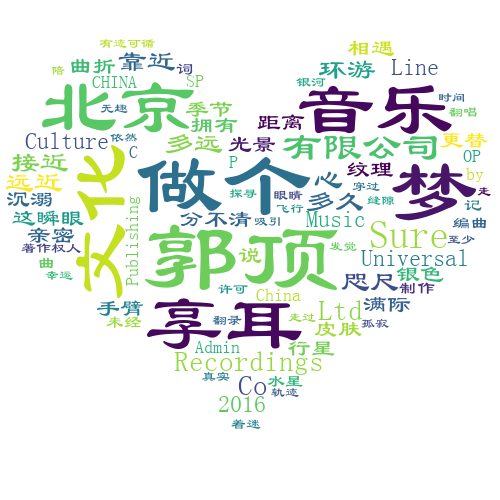 有迹可循
相遇
曲折 靠近 词
环游 Line
CHINA SP
银河
北京
音乐
陪
季节
时间
无趣 拥有
距离
翻唱
Culture 依然 多远 光景 有限公司 更替
C P
OP
接近
做个
心 纹理
梦
by
走
远近
文化
探寻 眼睛 穿过
沉溺
多久
缝隙 记
飞行
这瞬眼
分不清 吸引 Music
编曲
亲密
郭顶
Sure
至少
著作权人
Publishing
说
发觉
Universal
曲
咫尺
银色
幸运
许可
制作
China
手臂
享耳
Ltd 满际
未经
翻录 走过 皮肤 孤寂
Admin 行星
Recordings
真实
Co 水星
轨迹
2016
着迷